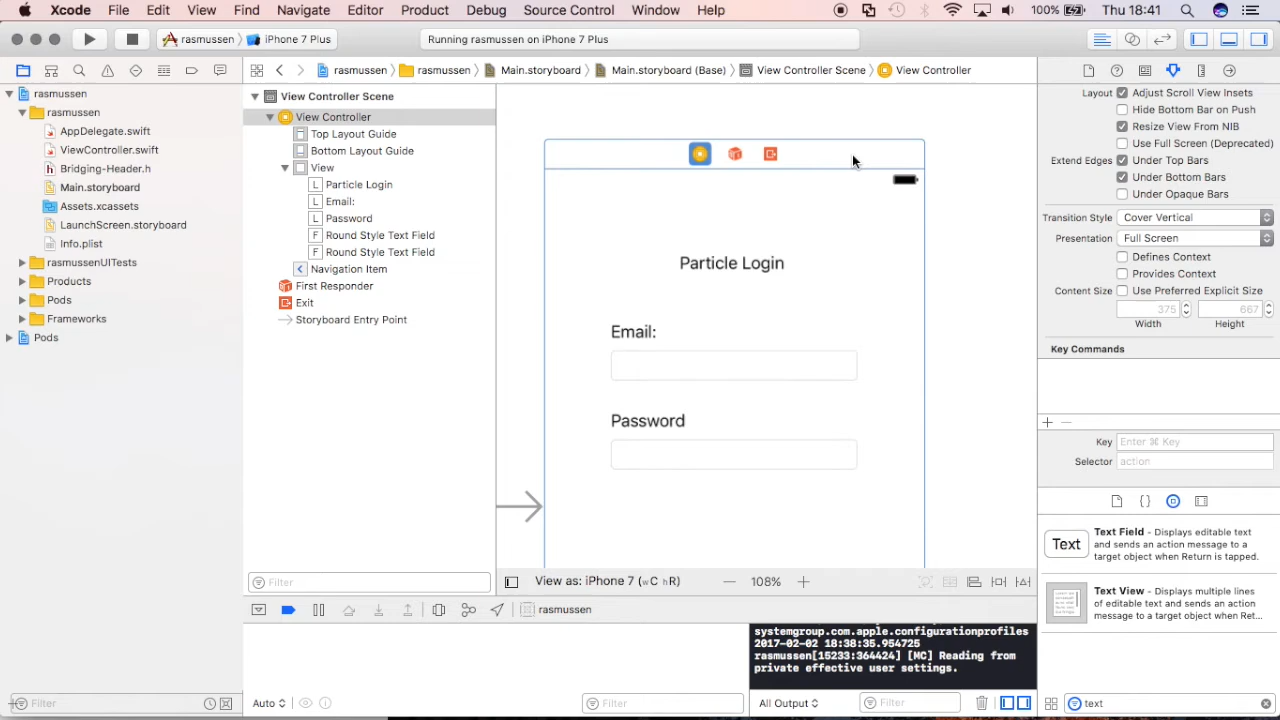 Xcode File Edit View Find Navigate Editor Product Debug Source Control Window Help 100% Thu 18:41
rasmussen iPhone 7 Plus Running rasmussen on iPhone 7 Plus
rasmussen rasmussen Main.storyboard Main.storyboard (Base) View Controller Scene View Controller
rasmussen
rasmussen
AppDelegate.swift
ViewController.swift
Bridging-Header.h
Main.storyboard
Assets.xcassets
LaunchScreen.storyboard
Info.plist
rasmussenUITests
Products
Pods
Frameworks
Pods
Filter
View Controller Scene
View Controller
Top Layout Guide
Bottom Layout Guide
View
L Particle Login
L Email:
L Password
F Round Style Text Field
F Round Style Text Field
Navigation Item
First Responder
Exit
Storyboard Entry Point
Filter
Particle Login
Email:
Password
View as: iPhone 7 (wC hR) 108%
rasmussen
systemgroup.com.apple.configurationprofiles
2017-02-02 18:38:35.954725
rasmussen[15233:364424] [MC] Reading from
private effective user settings.
Auto Filter All Output Filter
Layout Adjust Scroll View Insets
Hide Bottom Bar on Push
Resize View From NIB
Use Full Screen (Deprecated)
Extend Edges Under Top Bars
Under Bottom Bars
Under Opaque Bars
Transition Style Cover Vertical
Presentation Full Screen
Defines Context
Provides Context
Content Size Use Preferred Explicit Size
375 667
Width Height
Key Commands
Key Enter ⌘ Key
Selector action
Text Text Field - Displays editable text
and sends an action message to a
target object when Return is tapped.
Text View - Displays multiple lines
of editable text and sends an action
message to a target object when Ret...
text